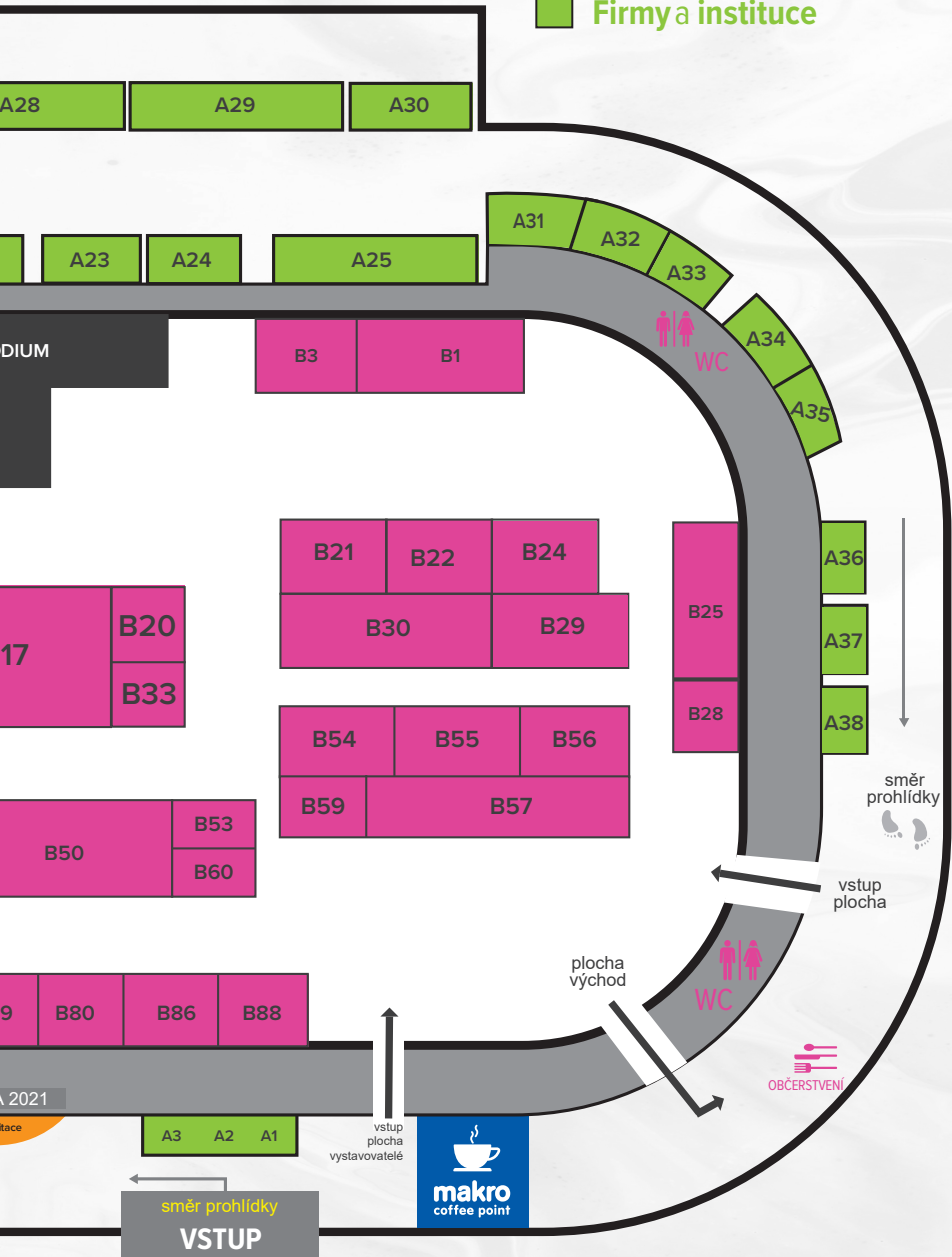 Firmy a instituce
A28
A29
A30
A31
A32
A33
A23
A24
A25
A34
WC
A35
DIUM
B3
B1
B21
B22
B24
A36
B30
B29
B25
A37
17
B20
B33
B28
A38
B54
B55
B56
směr
prohlídky
B59
B57
B50
B53
B60
vstup
plocha
plocha
východ
WC
9
B80
B86
B88
OBČERSTVENÍ
A 2021
itace
A3
A2
A1
vstup
plocha
vystavovatelé
makro
coffee point
směr prohlídky
VSTUP